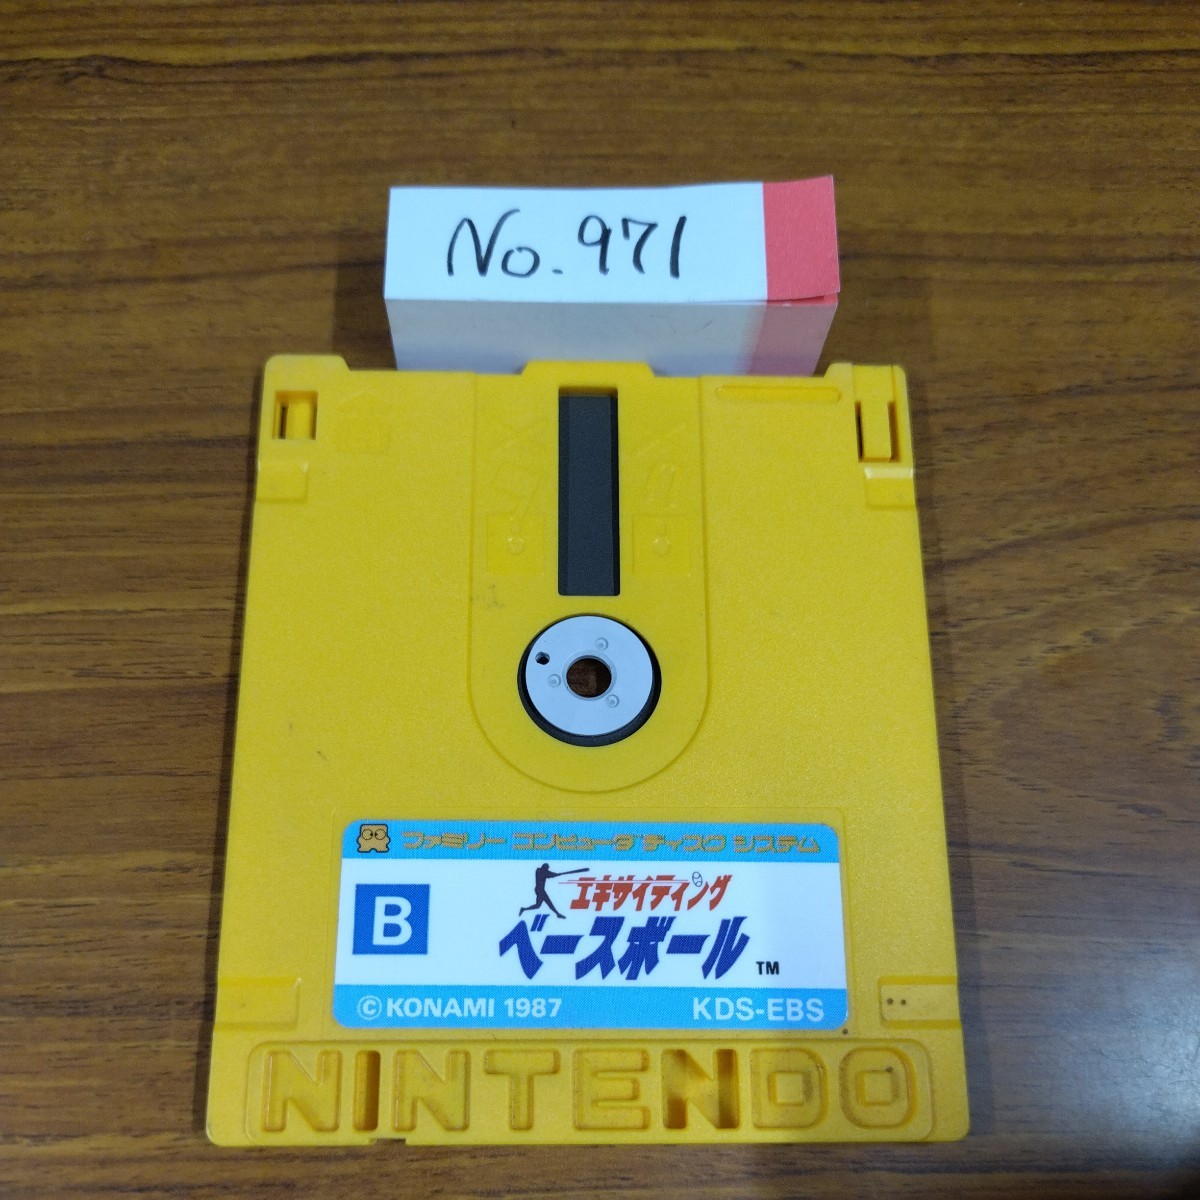 No.971
ファミリー コンピュータ ディスク システム
B
エキサイティング
ベースボール TM
©KONAMI 1987
KDS-EBS
NINTENDO